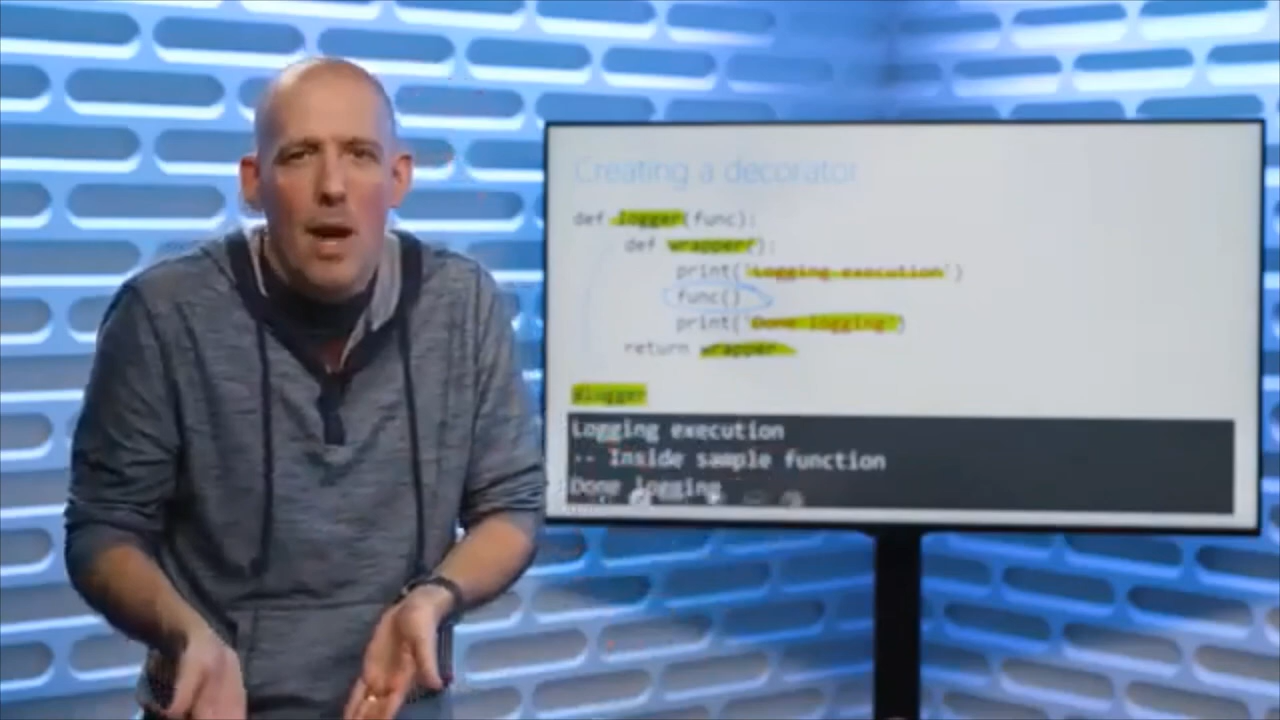 Creating a decorator
def logger(func):
def wrapper():
print('Logging execution')
func()
print('Done logging')
return wrapper
@logger
Logging execution
-- Inside sample function
Done logging